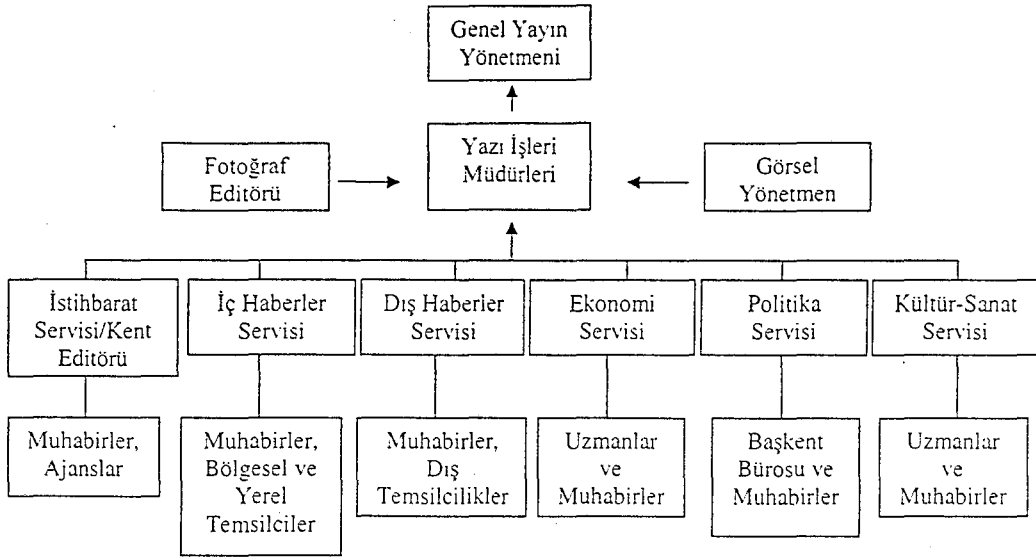 Genel Yayın
Yönetmeni
Fotoğraf
Editörü
Yazı İşleri
Müdürleri
Görsel
Yönetmen
İstihbarat
Servisi/Kent
Editörü
İç Haberler
Servisi
Dış Haberler
Servisi
Ekonomi
Servisi
Politika
Servisi
Kültür-Sanat
Servisi
Muhabirler,
Ajanslar
Muhabirler,
Bölgesel ve
Yerel
Temsilciler
Muhabirler,
Dış
Temsilcilikler
Uzmanlar
ve
Muhabirler
Başkent
Bürosu ve
Muhabirler
Uzmanlar
ve
Muhabirler